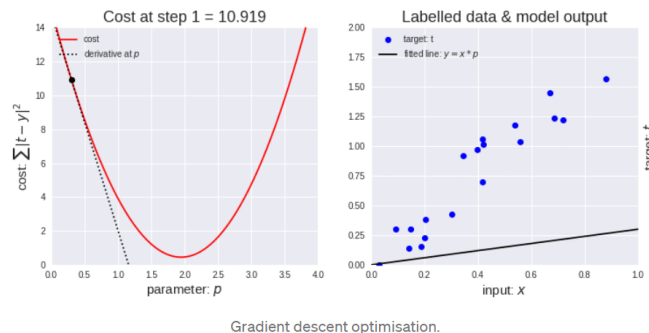 Cost at step 1 = 10.919
14
12
10
8
6
4
2
0
cost: ∑|t − y|²
cost
derivative at p
0.0 0.5 1.0 1.5 2.0 2.5 3.0 3.5 4.0
parameter: p
Labelled data & model output
2.00
1.75
1.50
1.25
1.00
0.75
0.50
0.25
0.00
target: t
fitted line: y = x * p
0.0 0.2 0.4 0.6 0.8 1.0
input: x
target: t
Gradient descent optimisation.